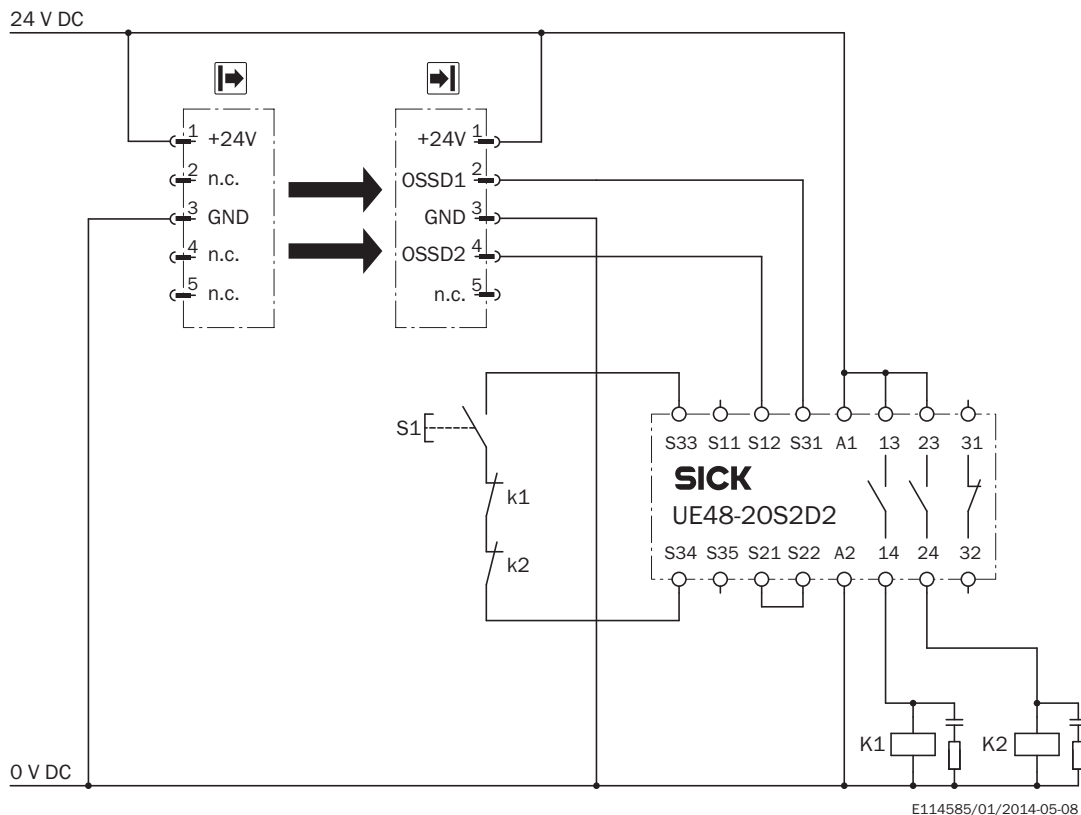 24 V DC
1 +24V
2 n.c.
3 GND
4 n.c.
5 n.c.
+24V 1
OSSD1 2
GND 3
OSSD2 4
n.c. 5
S1
k1
k2
S33 S11 S12 S31 A1 13 23 31
SICK
UE48-2OS2D2
S34 S35 S21 S22 A2 14 24 32
K1
K2
0 V DC
E114585/01/2014-05-08